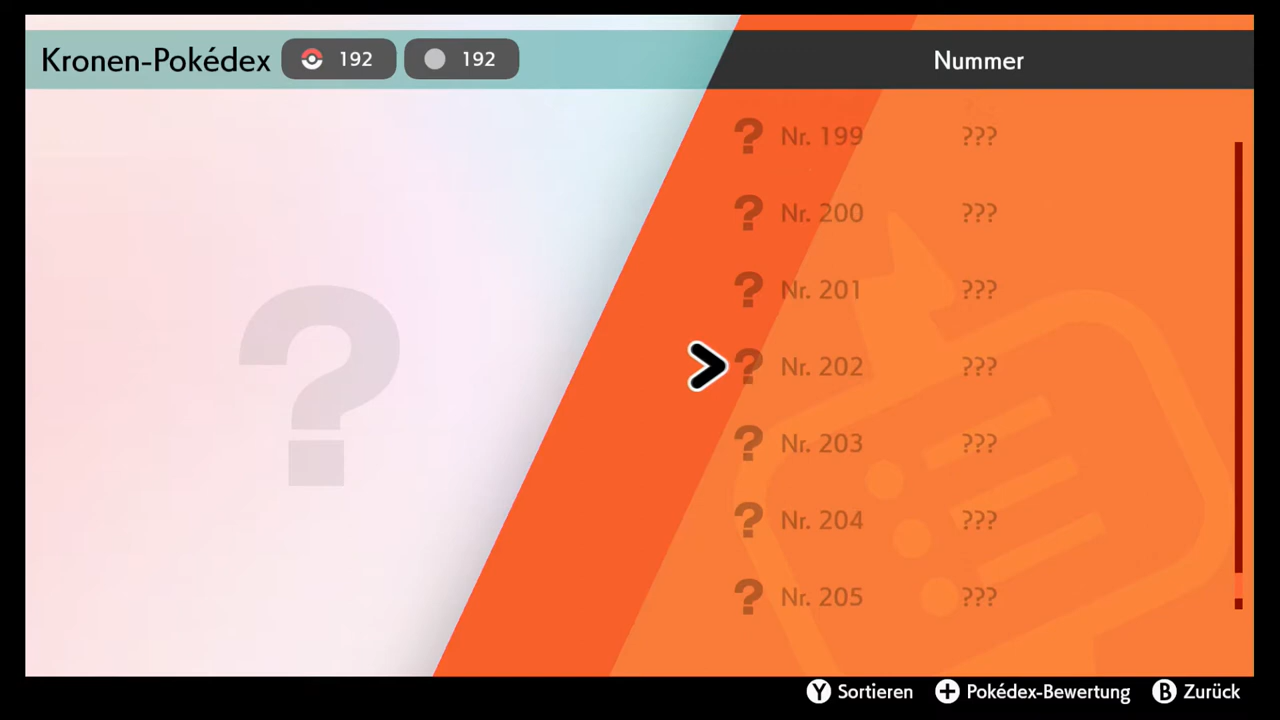 Kronen-Pokédex 192 192
Nummer
? Nr. 199 ???
? Nr. 200 ???
? Nr. 201 ???
? Nr. 202 ???
? Nr. 203 ???
? Nr. 204 ???
? Nr. 205 ???
?
Y Sortieren + Pokédex-Bewertung B Zurück